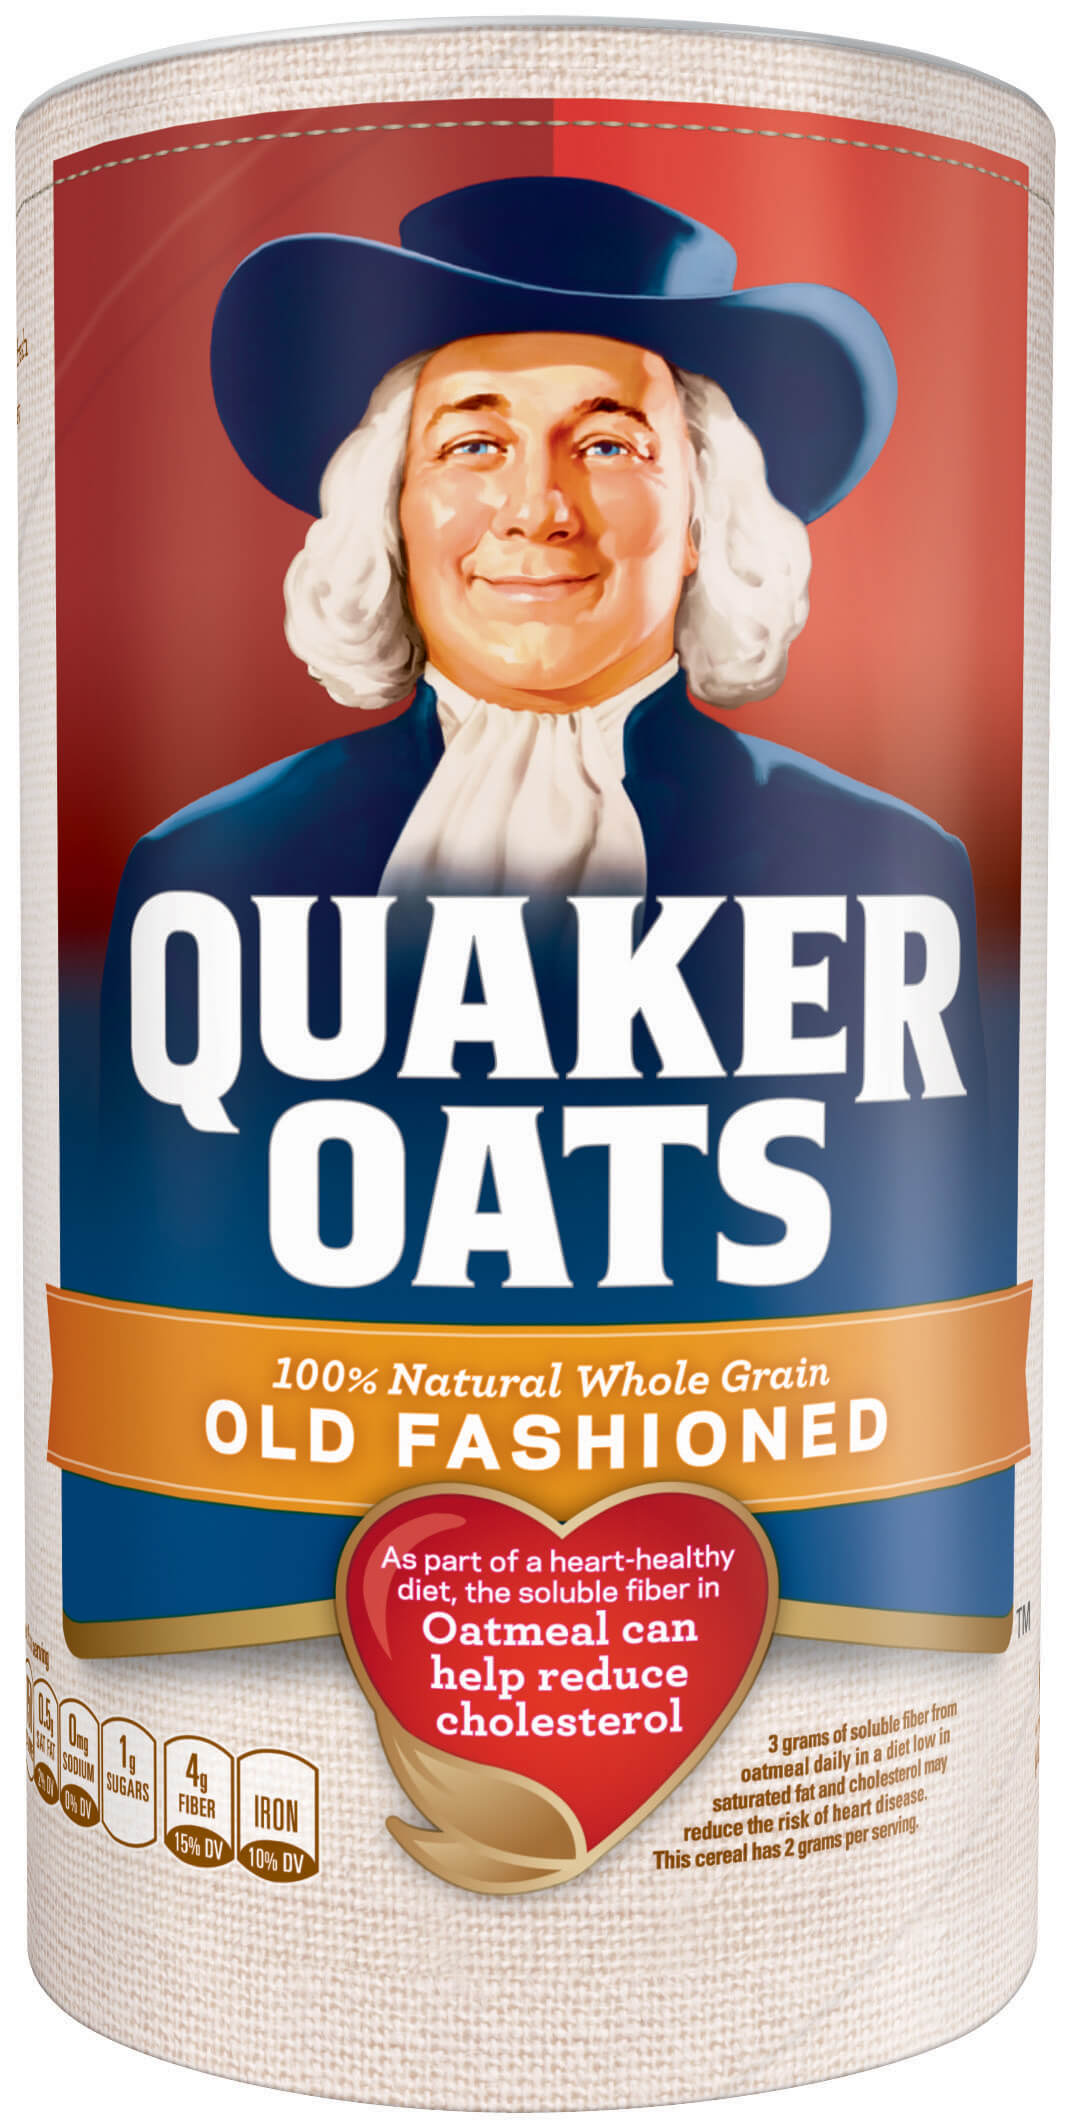 QUAKER
OATS
100% Natural Whole Grain
OLD FASHIONED
As part of a heart-healthy
diet, the soluble fiber in
Oatmeal can
help reduce
cholesterol
TM
0.5g
SAT FAT
0mg
SODIUM
0% DV
1g
SUGARS
4g
FIBER
15% DV
IRON
10% DV
3 grams of soluble fiber from
oatmeal daily in a diet low in
saturated fat and cholesterol may
reduce the risk of heart disease.
This cereal has 2 grams per serving.